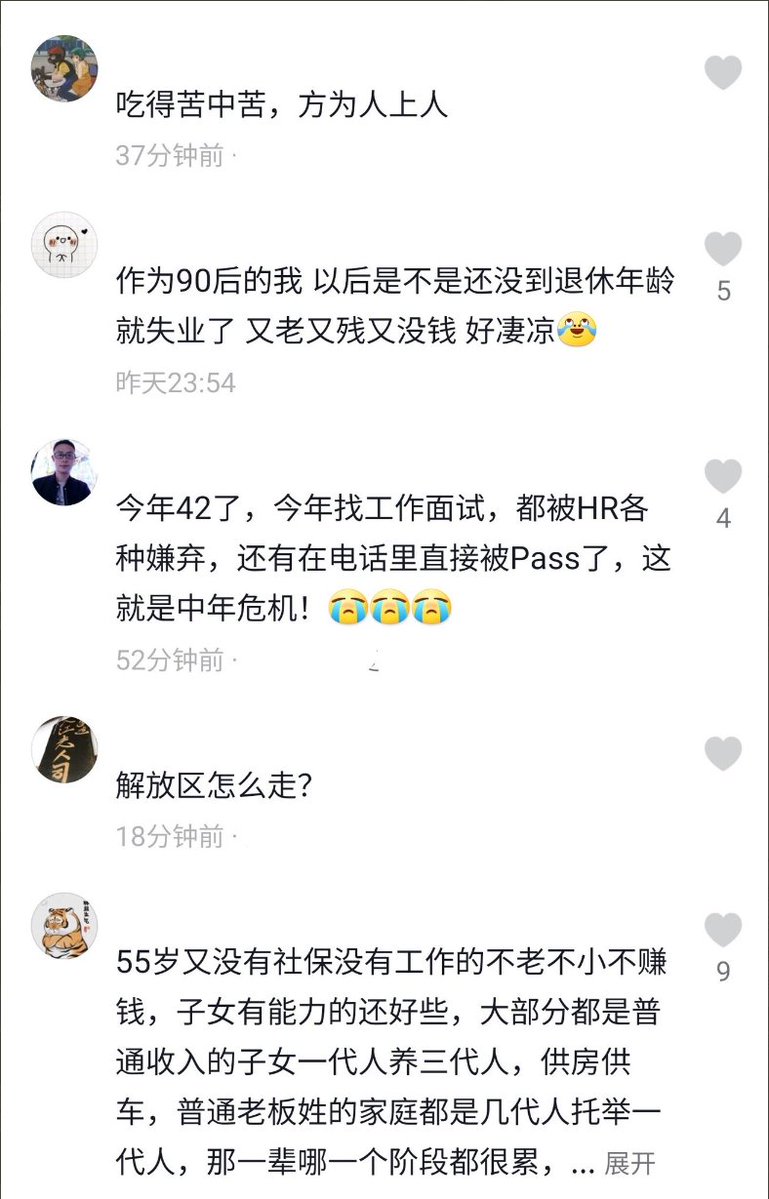 吃得苦中苦，方为人上人
37分钟前 ·
作为90后的我 以后是不是还没到退休年龄
5
就失业了 又老又残又没钱 好凄凉
昨天23:54
今年42了，今年找工作面试，都被HR各
4
种嫌弃，还有在电话里直接被Pass了，这
就是中年危机！
52分钟前 ·
解放区怎么走？
18分钟前 ·
55岁又没有社保没有工作的不老不小不赚
9
钱，子女有能力的还好些，大部分都是普
通收入的子女一代人养三代人，供房供
车，普通老板姓的家庭都是几代人托举一
代人，那一辈哪一个阶段都很累，... 展开